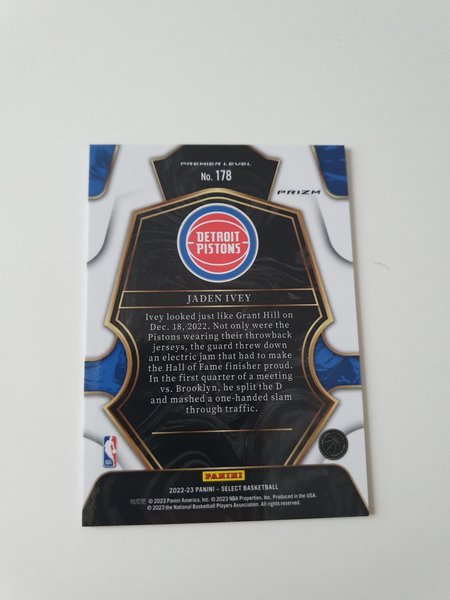 PREMIER LEVEL
No. 178
PRIZM
DETROIT
PISTONS
JADEN IVEY
Ivey looked just like Grant Hill on
Dec. 18, 2022. Not only were the
Pistons wearing their throwback
jerseys, the guard threw down
an electric jam that had to make
the Hall of Fame finisher proud.
In the first quarter of a meeting
vs. Brooklyn, he split the D
and mashed a one-handed slam
through traffic.
PANINI
2022-23 PANINI – SELECT BASKETBALL
© 2023 Panini America, Inc. © 2023 NBA Properties, Inc. Produced in the USA.
© 2023 the National Basketball Players Association. All rights reserved.